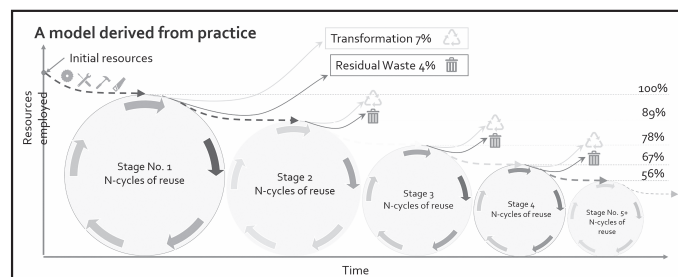 A model derived from practice
Initial resources
Transformation 7%
Residual Waste 4%
Resources
employed
100%
89%
78%
67%
56%
Stage No. 1
N-cycles of reuse
Stage 2
N-cycles of reuse
Stage 3
N-cycles of reuse
Stage 4
N-cycles of reuse
Stage No. 5+
N-cycles of
reuse
Time